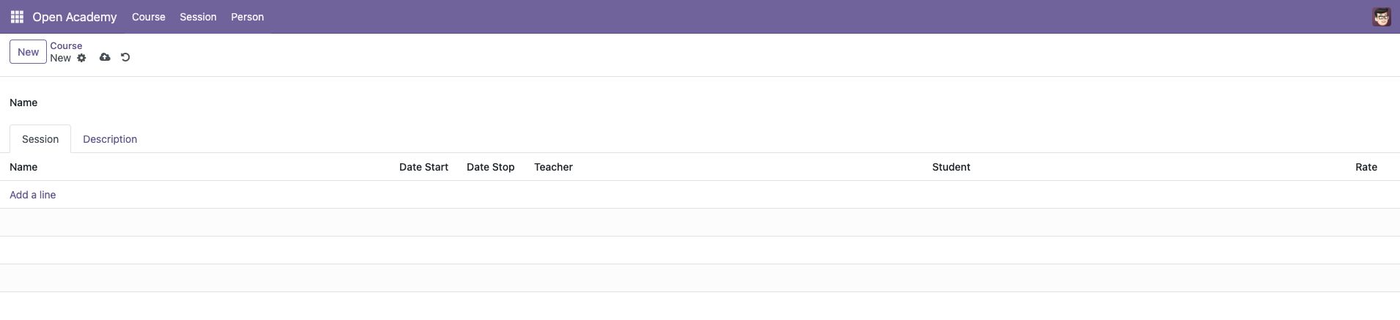 Open Academy Course Session Person
New Course
New
Name
Session Description
Name Date Start Date Stop Teacher Student Rate
Add a line